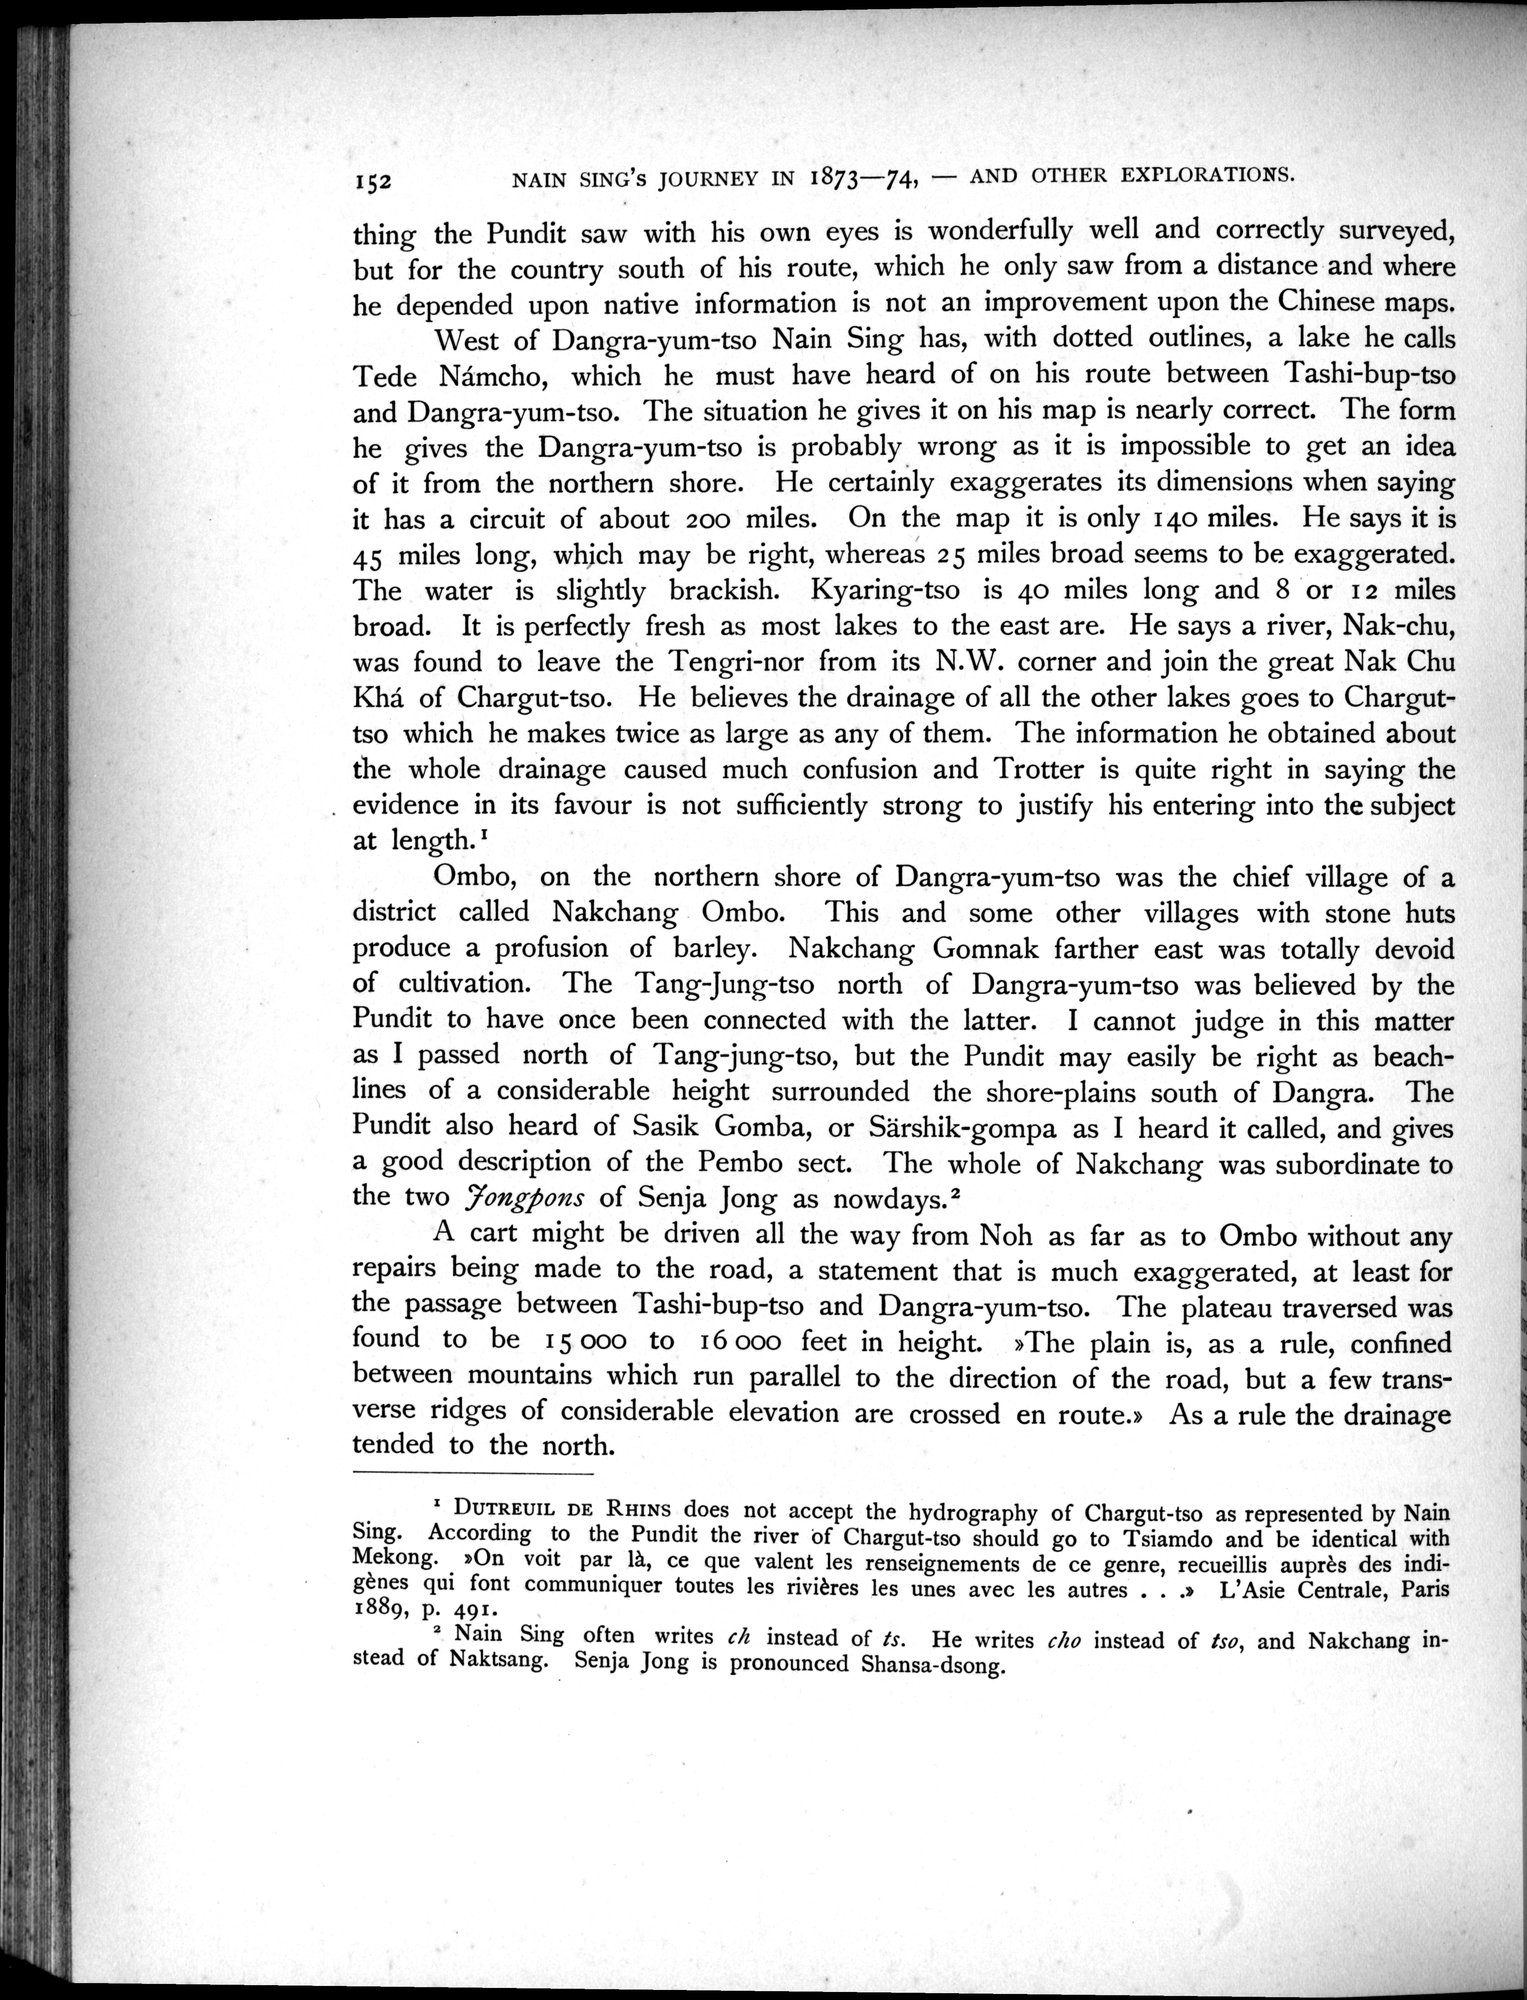 152 NAIN SING'S JOURNEY IN 1873—74, — AND OTHER EXPLORATIONS.
thing the Pundit saw with his own eyes is wonderfully well and correctly surveyed,
but for the country south of his route, which he only saw from a distance and where
he depended upon native information is not an improvement upon the Chinese maps.
West of Dangra-yum-tso Nain Sing has, with dotted outlines, a lake he calls
Tede Námcho, which he must have heard of on his route between Tashi-bup-tso
and Dangra-yum-tso. The situation he gives it on his map is nearly correct. The form
he gives the Dangra-yum-tso is probably wrong as it is impossible to get an idea
of it from the northern shore. He certainly exaggerates its dimensions when saying
it has a circuit of about 200 miles. On the map it is only 140 miles. He says it is
45 miles long, which may be right, whereas 25 miles broad seems to be exaggerated.
The water is slightly brackish. Kyaring-tso is 40 miles long and 8 or 12 miles
broad. It is perfectly fresh as most lakes to the east are. He says a river, Nak-chu,
was found to leave the Tengri-nor from its N.W. corner and join the great Nak Chu
Khá of Chargut-tso. He believes the drainage of all the other lakes goes to Chargut-
tso which he makes twice as large as any of them. The information he obtained about
the whole drainage caused much confusion and Trotter is quite right in saying the
evidence in its favour is not sufficiently strong to justify his entering into the subject
at length.¹
Ombo, on the northern shore of Dangra-yum-tso was the chief village of a
district called Nakchang Ombo. This and some other villages with stone huts
produce a profusion of barley. Nakchang Gomnak farther east was totally devoid
of cultivation. The Tang-Jung-tso north of Dangra-yum-tso was believed by the
Pundit to have once been connected with the latter. I cannot judge in this matter
as I passed north of Tang-jung-tso, but the Pundit may easily be right as beach-
lines of a considerable height surrounded the shore-plains south of Dangra. The
Pundit also heard of Sasik Gomba, or Särshik-gompa as I heard it called, and gives
a good description of the Pembo sect. The whole of Nakchang was subordinate to
the two Jongpons of Senja Jong as nowdays.²
A cart might be driven all the way from Noh as far as to Ombo without any
repairs being made to the road, a statement that is much exaggerated, at least for
the passage between Tashi-bup-tso and Dangra-yum-tso. The plateau traversed was
found to be 15 000 to 16 000 feet in height. »The plain is, as a rule, confined
between mountains which run parallel to the direction of the road, but a few trans-
verse ridges of considerable elevation are crossed en route.» As a rule the drainage
tended to the north.
¹ DUTREUIL DE RHINS does not accept the hydrography of Chargut-tso as represented by Nain
Sing. According to the Pundit the river of Chargut-tso should go to Tsiamdo and be identical with
Mekong. »On voit par là, ce que valent les renseignements de ce genre, recueillis auprès des indi-
gènes qui font communiquer toutes les rivières les unes avec les autres . . .» L'Asie Centrale, Paris
1889, p. 491.
² Nain Sing often writes ch instead of ts. He writes cho instead of tso, and Nakchang in-
stead of Naktsang. Senja Jong is pronounced Shansa-dsong.